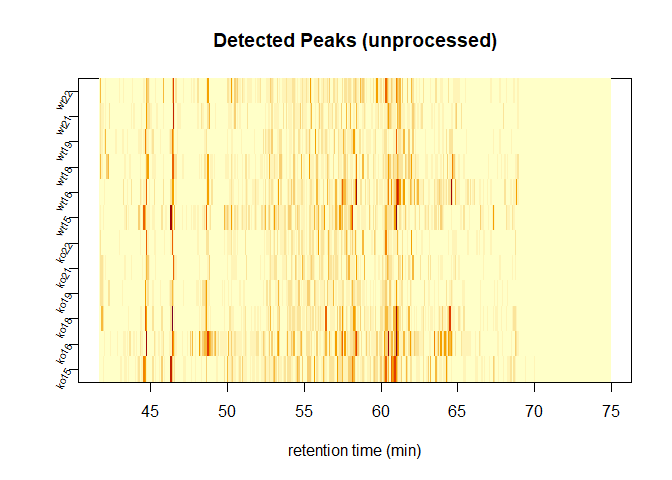 Detected Peaks (unprocessed)
wt22
wt21
wt19
wt18
wt16
wt15
ko22
ko21
ko19
ko18
ko16
ko15
45 50 55 60 65 70 75
retention time (min)